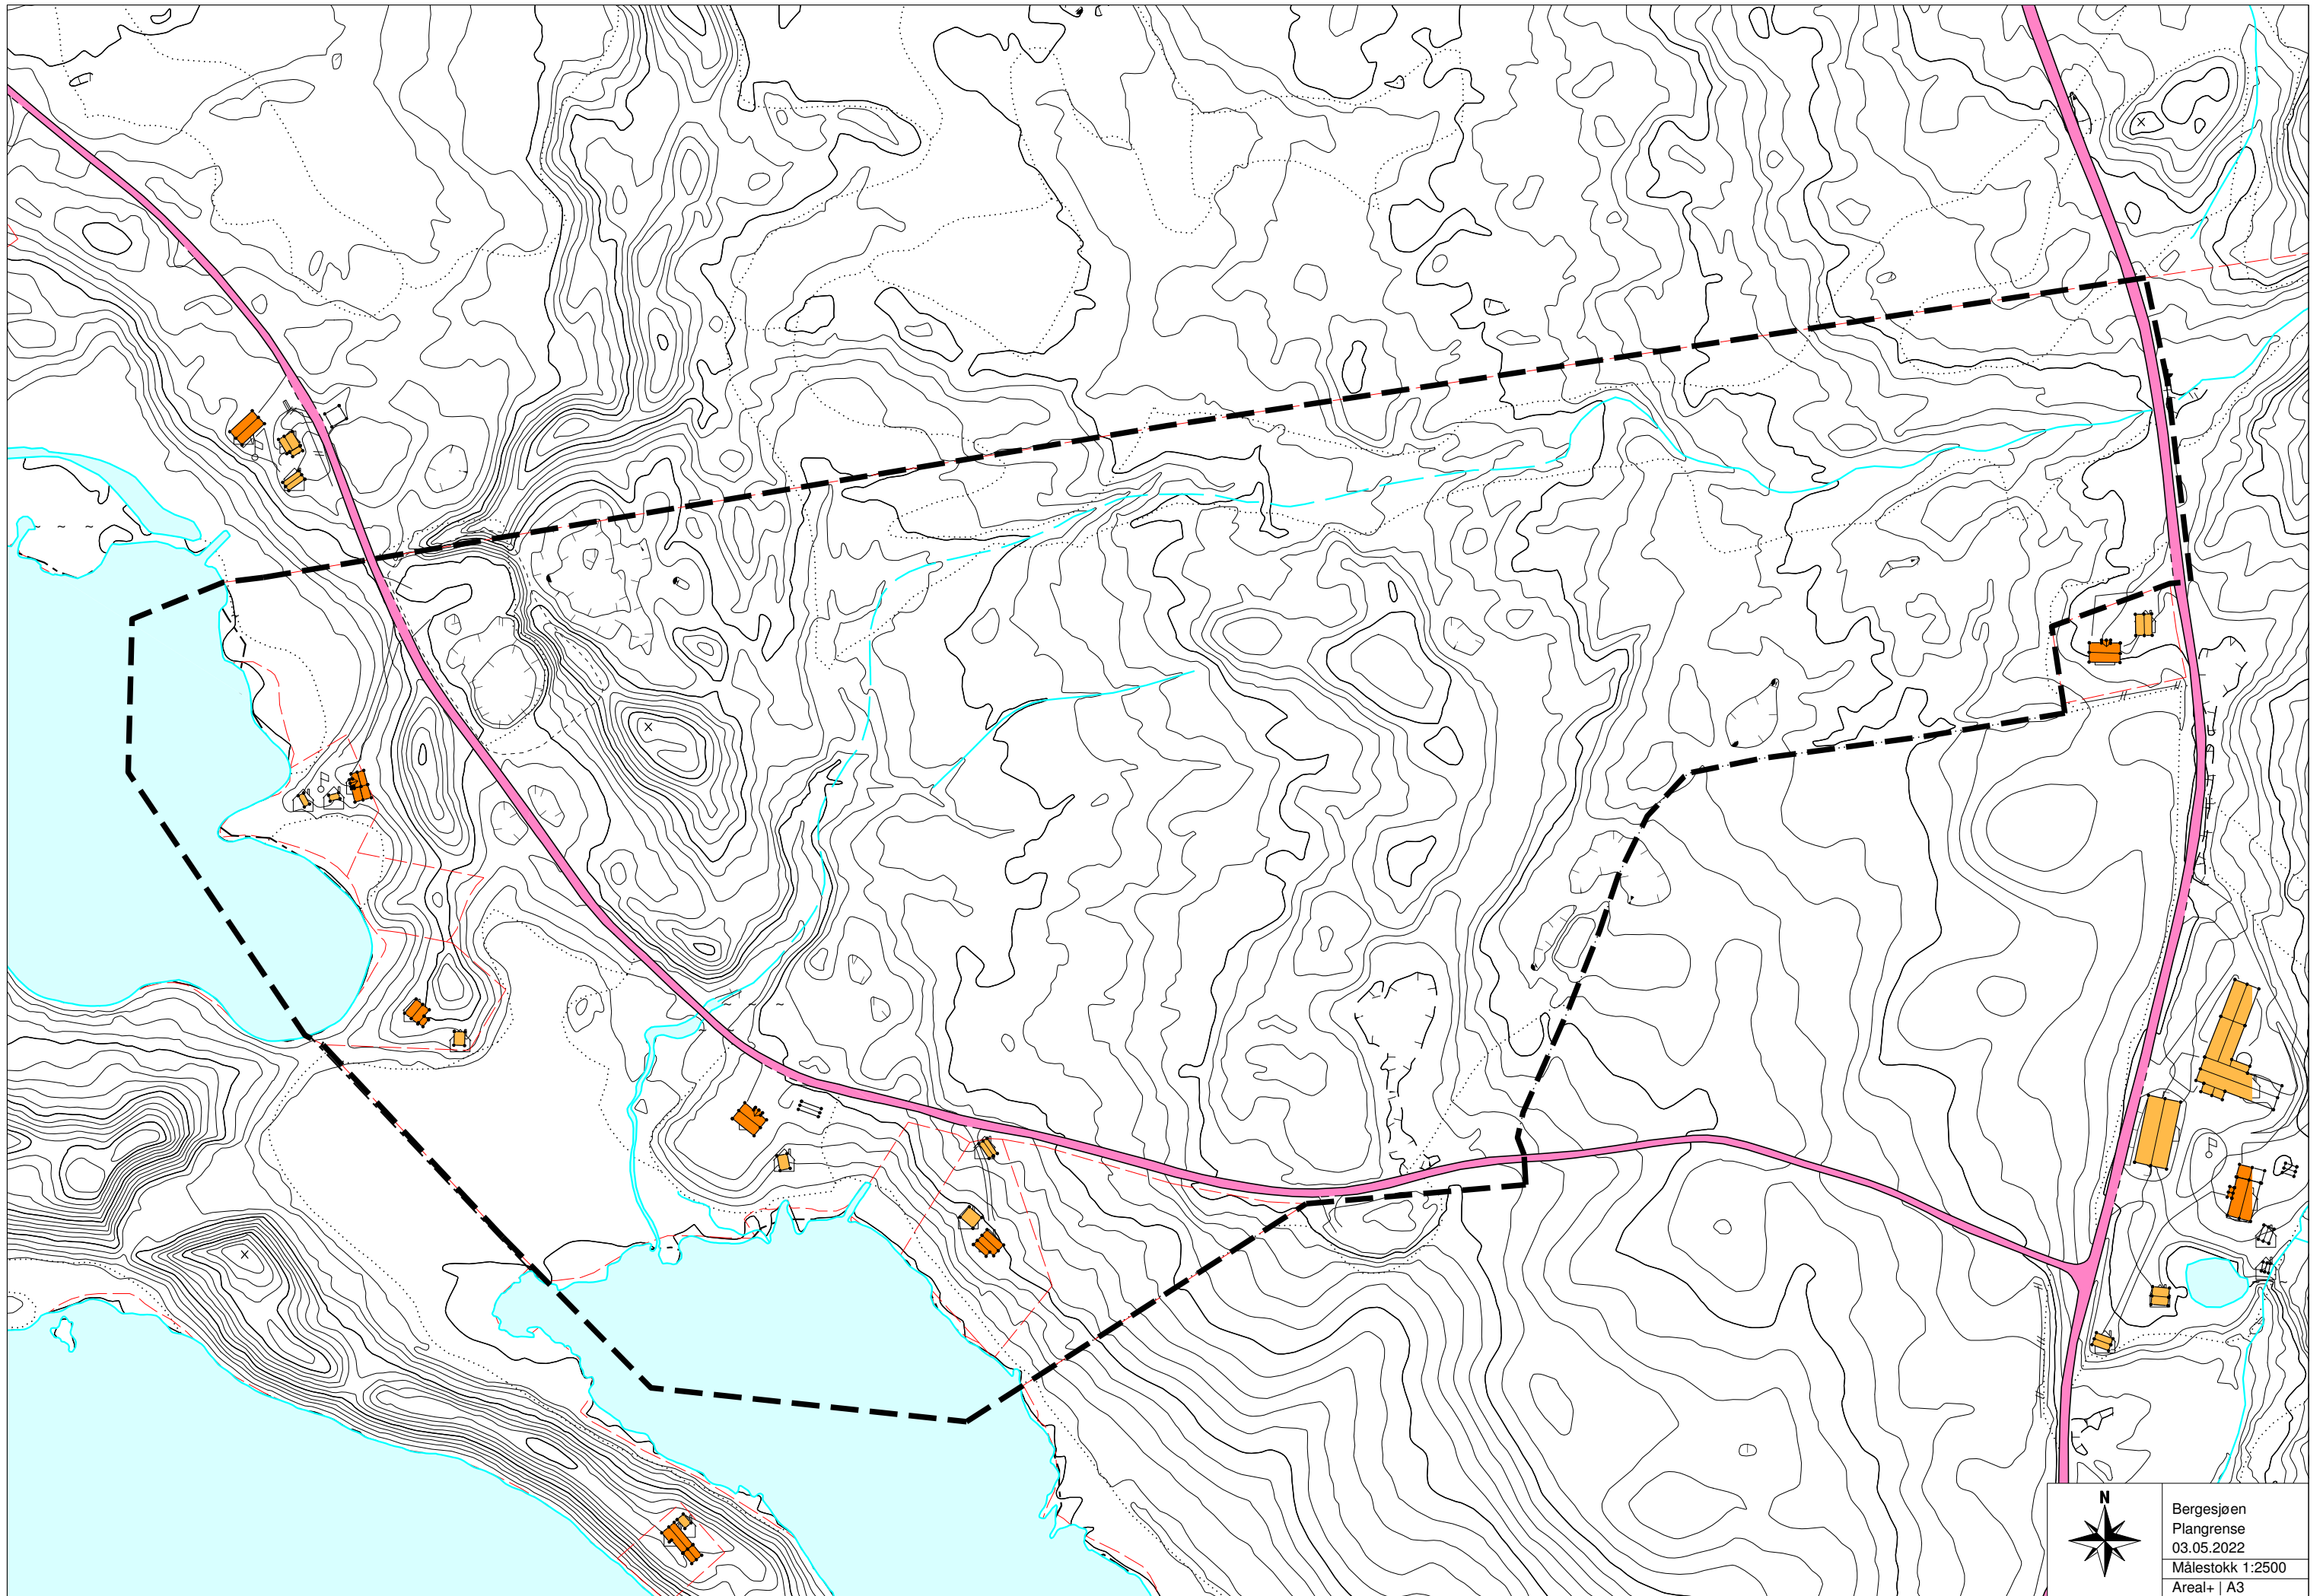 N
Bergesjøen
Plangrense
03.05.2022
Målestokk 1:2500
Areal+ | A3